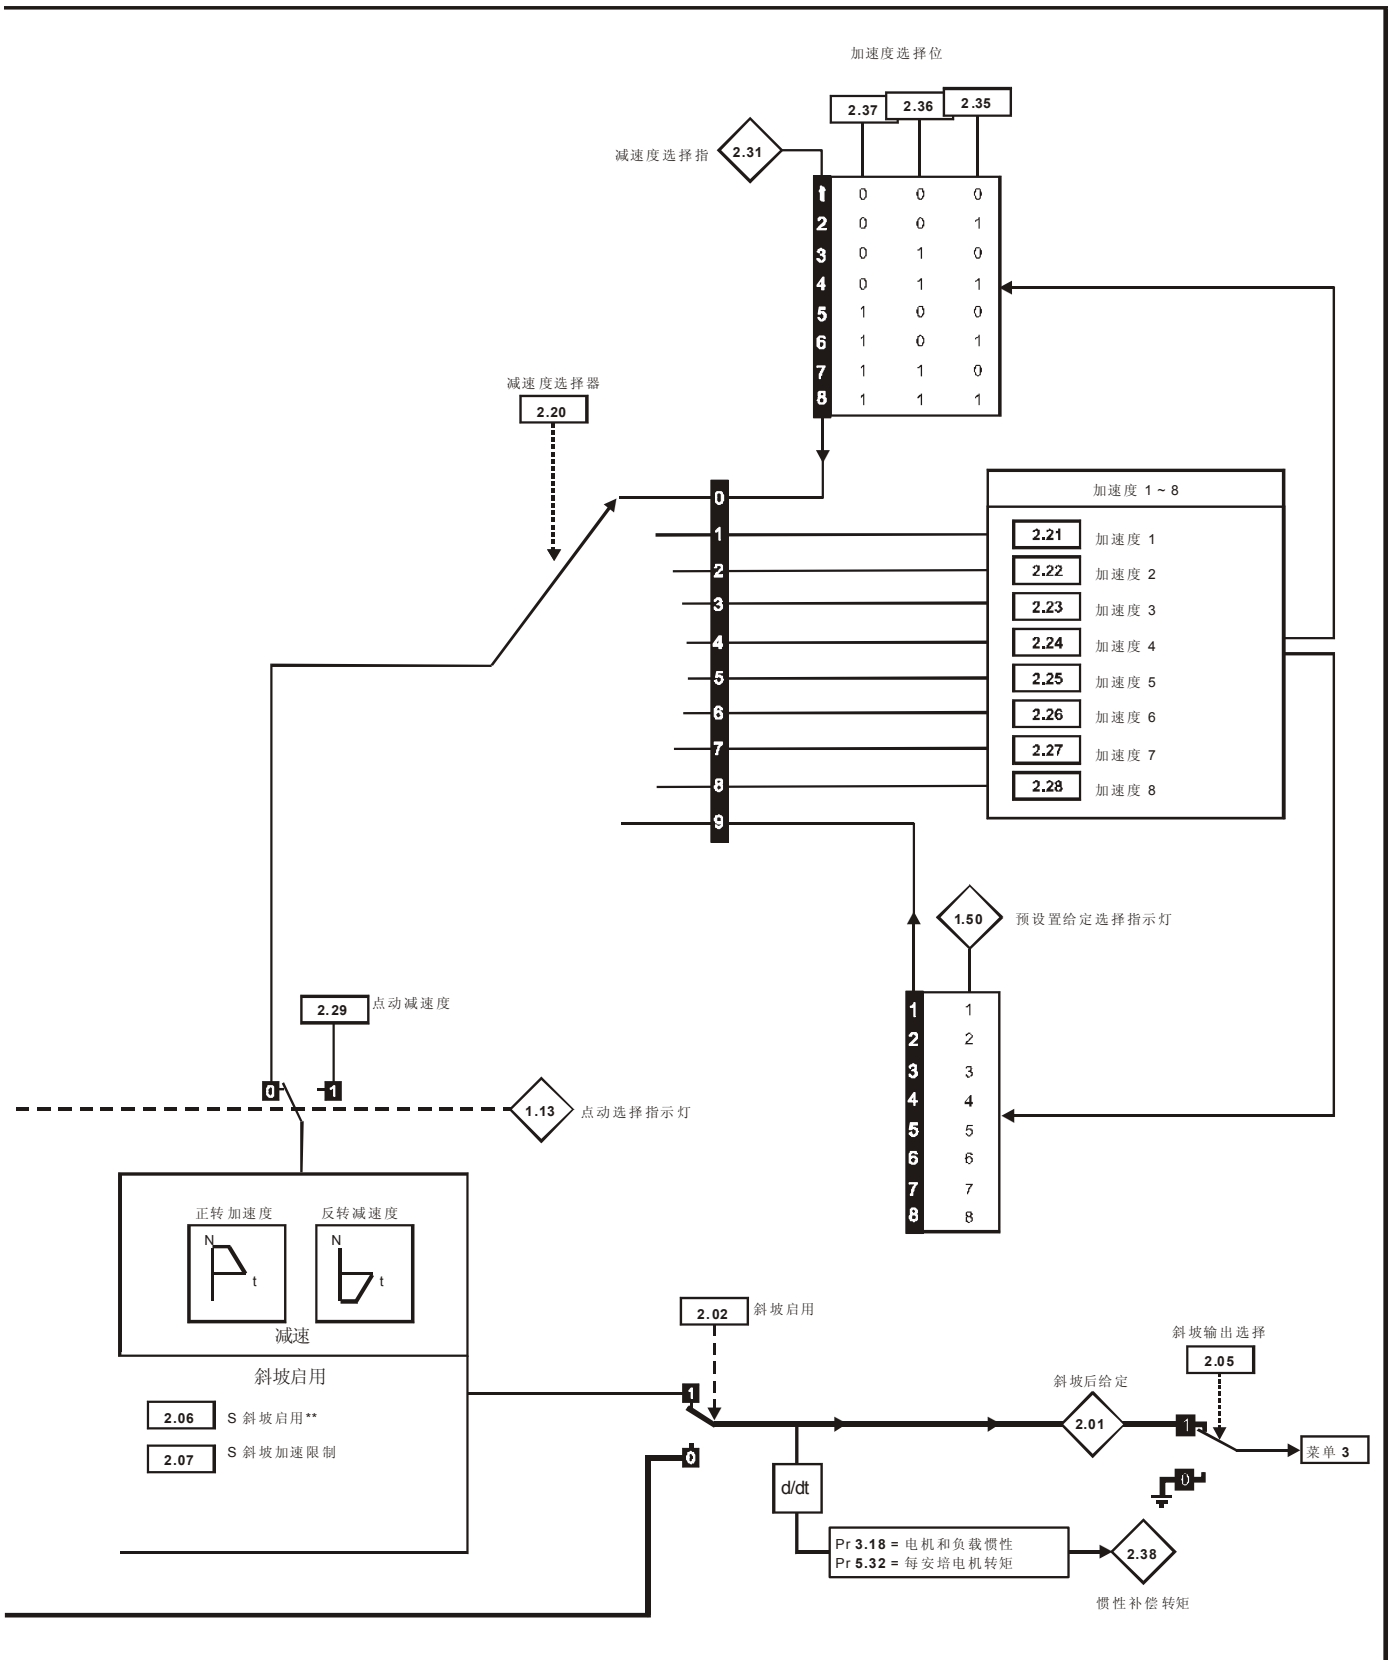 加速度选择位
2.37 2.36 2.35
减速度选择指 2.31
1 0 0 0
2 0 0 1
3 0 1 0
4 0 1 1
5 1 0 0
6 1 0 1
7 1 1 0
8 1 1 1
减速度选择器
2.20
0
1
2
3
4
5
6
7
8
9
加速度 1 ~ 8
2.21 加速度 1
2.22 加速度 2
2.23 加速度 3
2.24 加速度 4
2.25 加速度 5
2.26 加速度 6
2.27 加速度 7
2.28 加速度 8
1.50 预设置给定选择指示灯
1 1
2 2
3 3
4 4
5 5
6 6
7 7
8 8
2.29 点动减速度
0 1
1.13 点动选择指示灯
正转加速度 反转减速度
N t N t
减速
斜坡启用
2.06 S 斜坡启用**
2.07 S 斜坡加速限制
2.02 斜坡启用
1
0
斜坡后给定
2.01
斜坡输出选择
2.05
1
0
菜单 3
d/dt
Pr 3.18 = 电机和负载惯性
Pr 5.32 = 每安培电机转矩
2.38
惯性补偿转矩